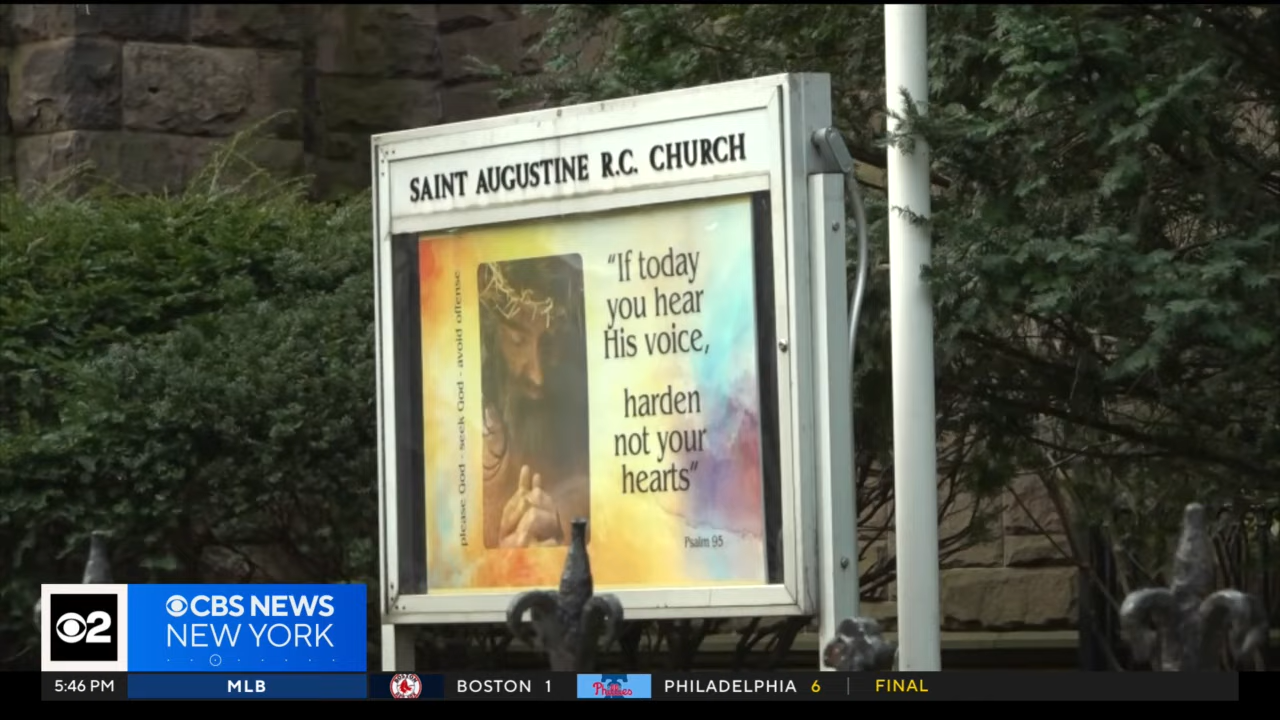 SAINT AUGUSTINE R.C. CHURCH
please God - seek God - avoid offense
“If today
you hear
His voice,
harden
not your
hearts”
Psalm 95
2
CBS NEWS
NEW YORK
5:46 PM MLB BOSTON 1 Phillies PHILADELPHIA 6 FINAL